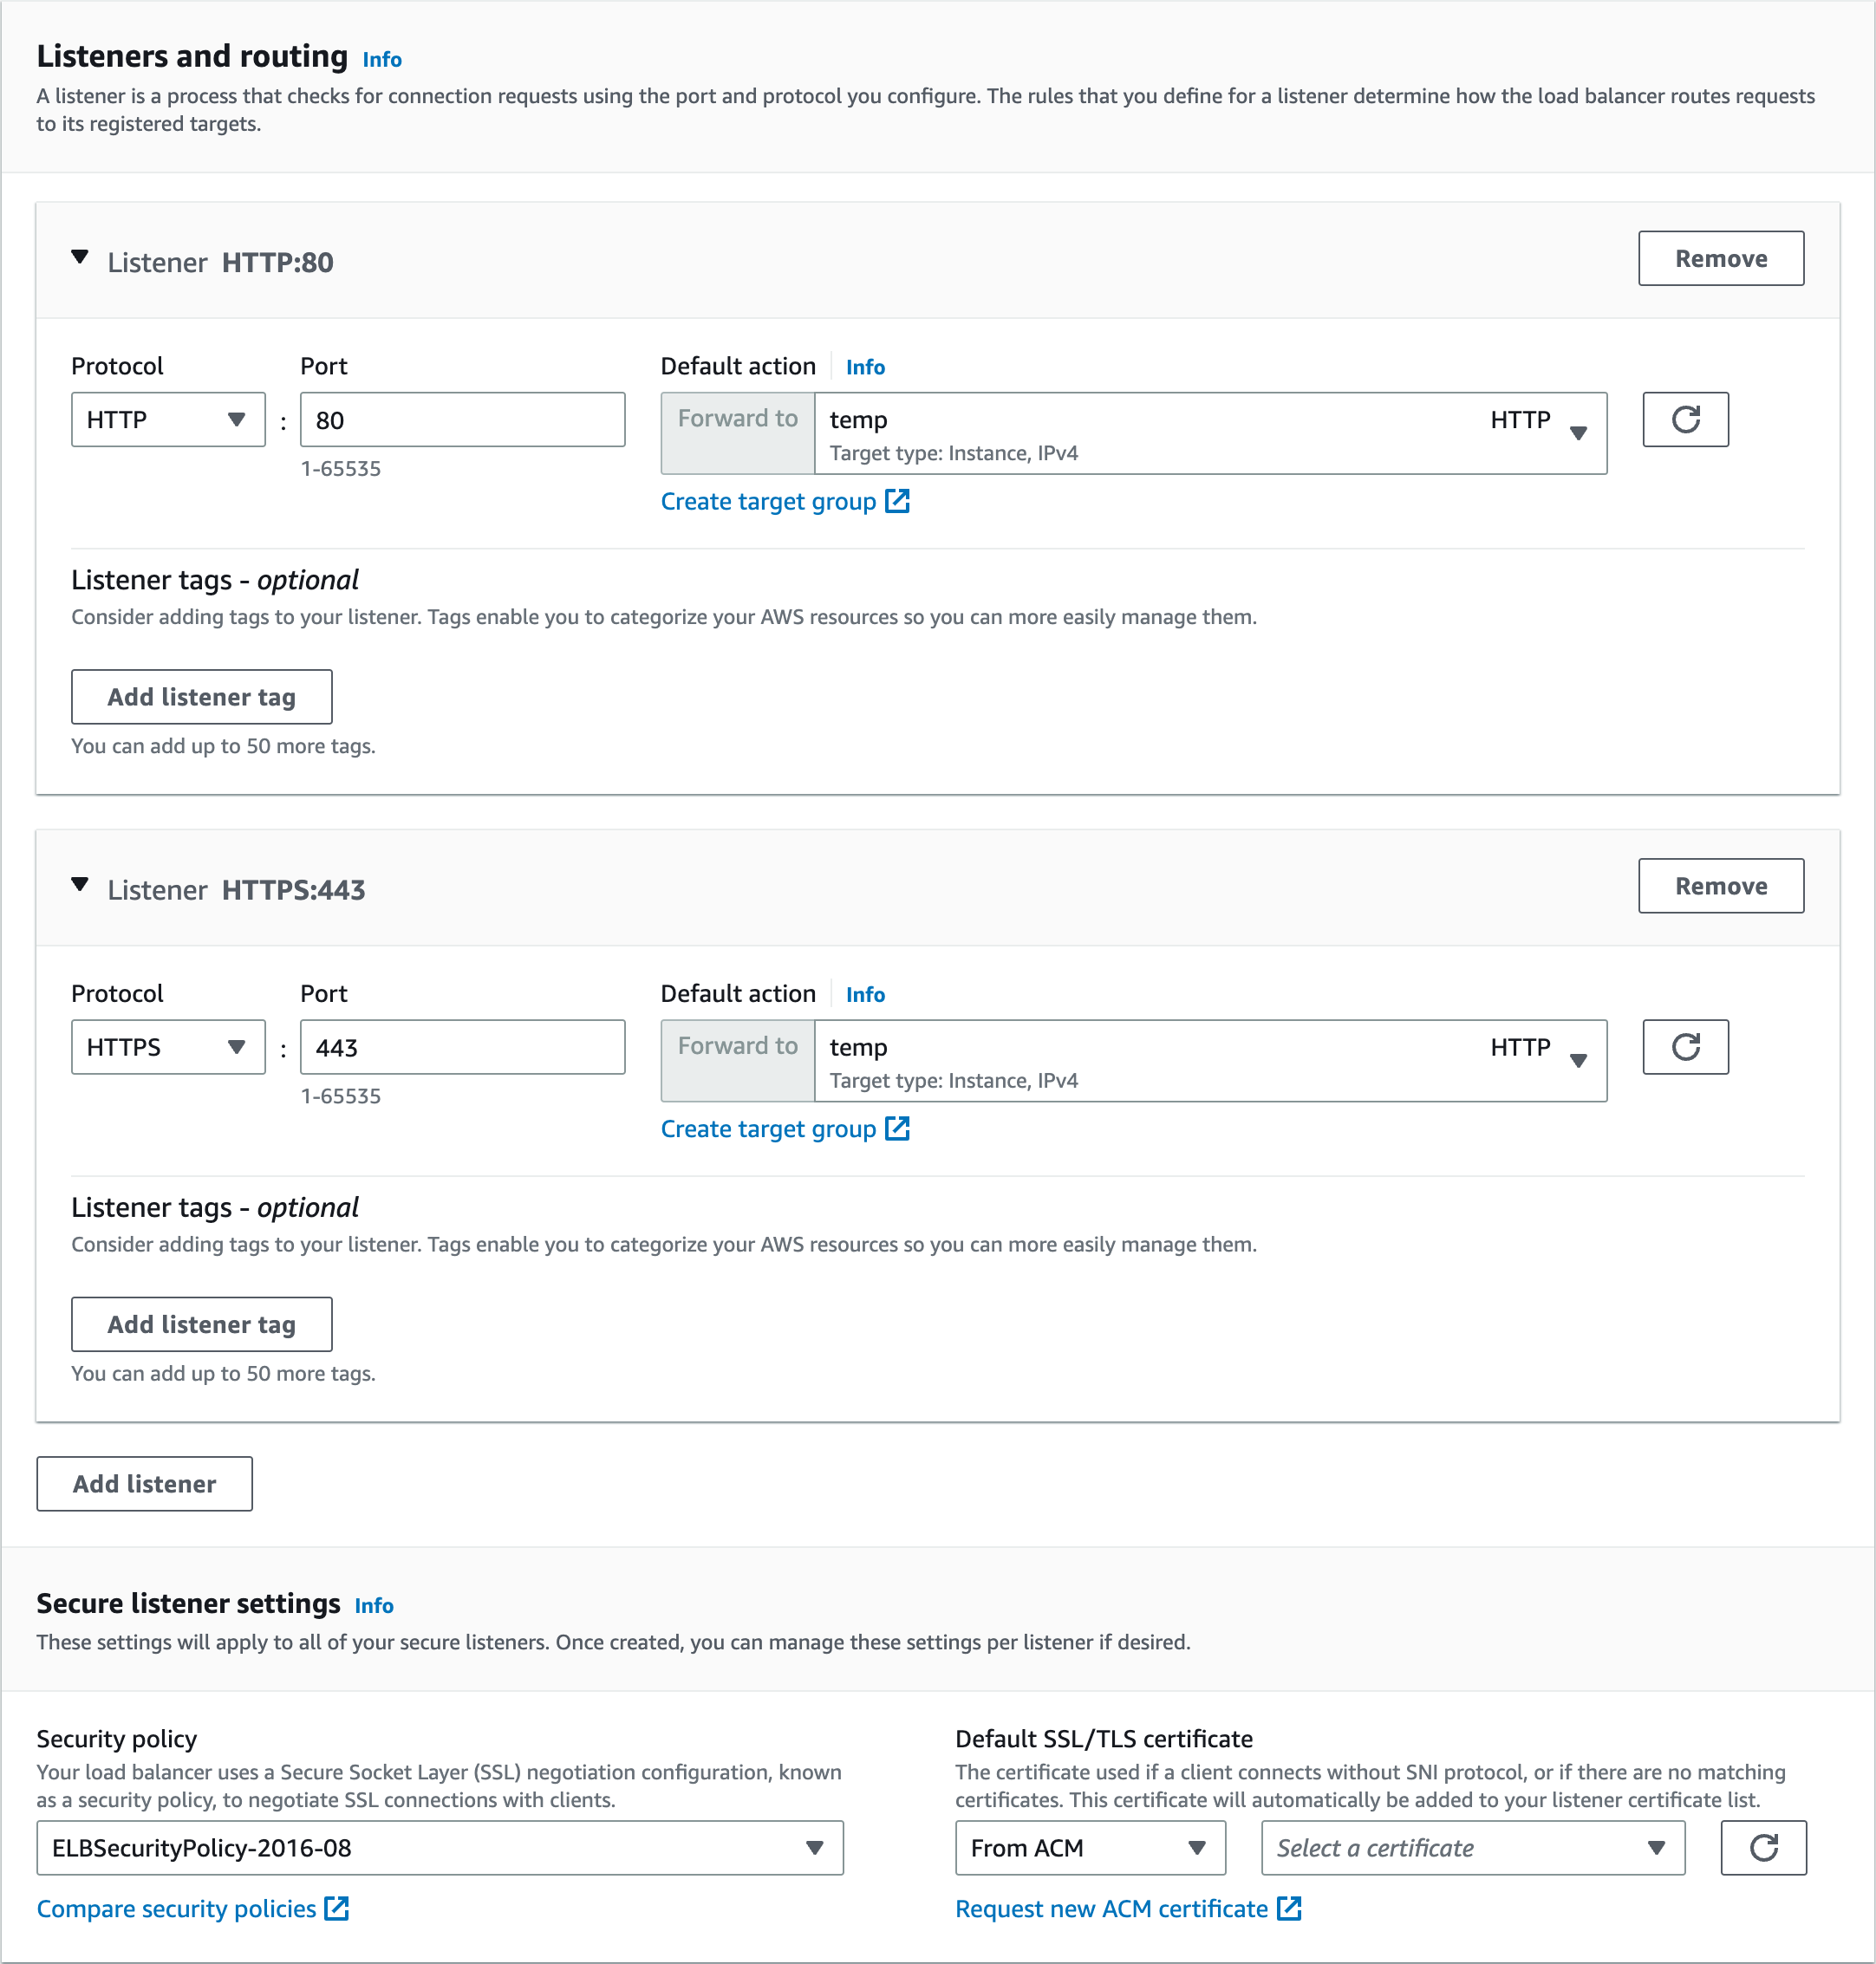 Listeners and routing Info
A listener is a process that checks for connection requests using the port and protocol you configure. The rules that you define for a listener determine how the load balancer routes requests
to its registered targets.
Listener HTTP:80
Remove
Protocol
Port
Default action Info
HTTP
:
80
Forward to
temp
HTTP
Target type: Instance, IPv4
1-65535
Create target group
Listener tags - optional
Consider adding tags to your listener. Tags enable you to categorize your AWS resources so you can more easily manage them.
Add listener tag
You can add up to 50 more tags.
Listener HTTPS:443
Remove
Protocol
Port
Default action Info
HTTPS
:
443
Forward to
temp
HTTP
Target type: Instance, IPv4
1-65535
Create target group
Listener tags - optional
Consider adding tags to your listener. Tags enable you to categorize your AWS resources so you can more easily manage them.
Add listener tag
You can add up to 50 more tags.
Add listener
Secure listener settings Info
These settings will apply to all of your secure listeners. Once created, you can manage these settings per listener if desired.
Security policy
Your load balancer uses a Secure Socket Layer (SSL) negotiation configuration, known
as a security policy, to negotiate SSL connections with clients.
ELBSecurityPolicy-2016-08
Compare security policies
Default SSL/TLS certificate
The certificate used if a client connects without SNI protocol, or if there are no matching
certificates. This certificate will automatically be added to your listener certificate list.
From ACM
Select a certificate
Request new ACM certificate